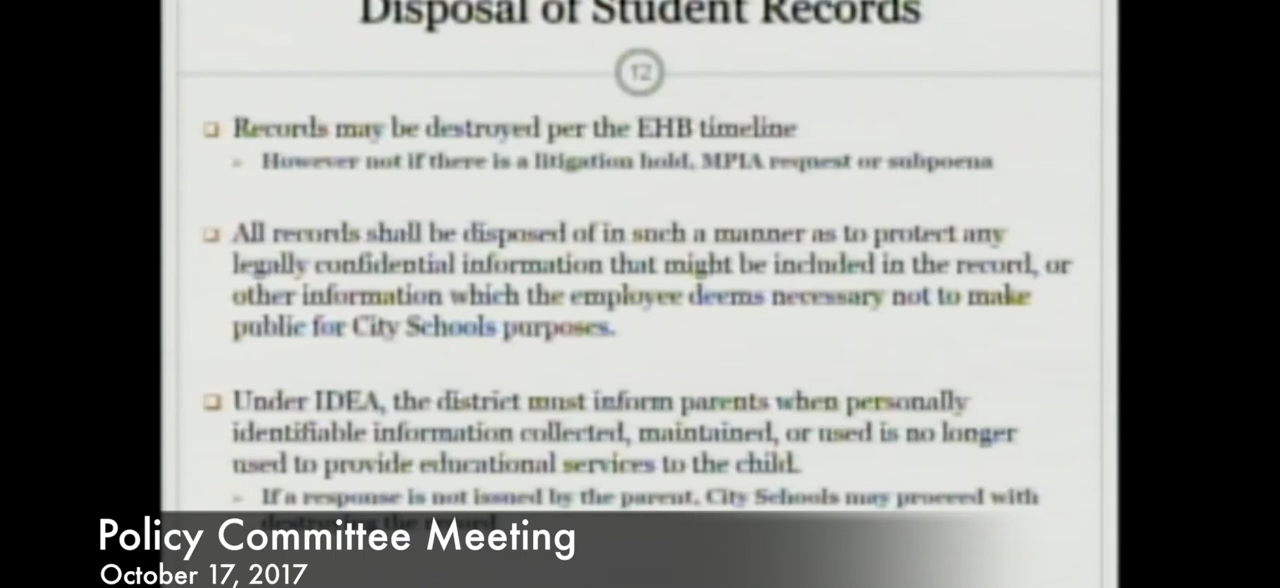 Disposal of Student Records
12
Records may be destroyed per the EHB timeline
However not if there is a litigation hold, MPIA request or subpoena
All records shall be disposed of in such a manner as to protect any
legally confidential information that might be included in the record, or
other information which the employee deems necessary not to make
public for City Schools purposes.
Under IDEA, the district must inform parents when personally
identifiable information collected, maintained, or used is no longer
used to provide educational services to the child.
If a response is not issued by the parent, City Schools may proceed with
the record
Policy Committee Meeting
October 17, 2017